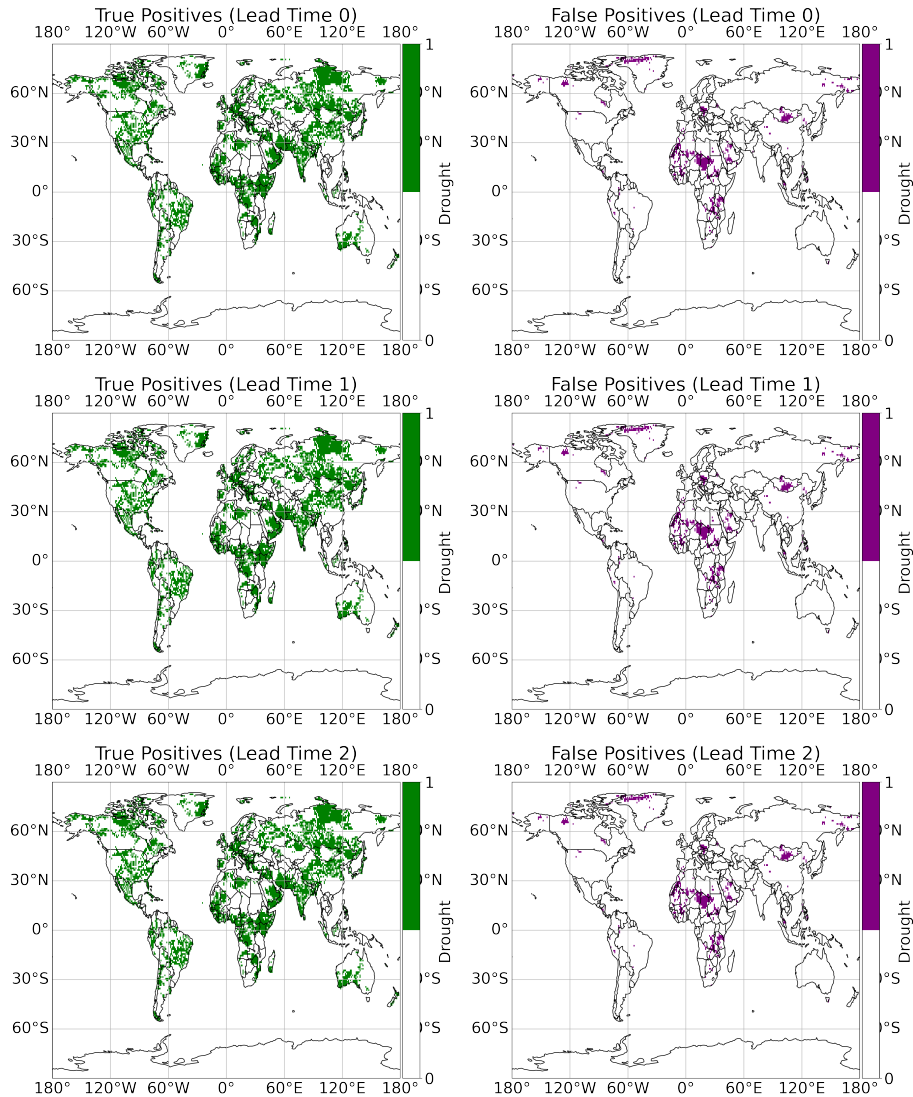 True Positives (Lead Time 0)
180° 120°W 60°W 0° 60°E 120°E 180°
1
60°N
30°N
0°
30°S
60°S
Drought
0
180° 120°W 60°W 0° 60°E 120°E 180°
False Positives (Lead Time 0)
180° 120°W 60°W 0° 60°E 120°E 180°
1
60°N
30°N
0°
30°S
60°S
Drought
0
180° 120°W 60°W 0° 60°E 120°E 180°
True Positives (Lead Time 1)
180° 120°W 60°W 0° 60°E 120°E 180°
1
60°N
30°N
0°
30°S
60°S
Drought
0
180° 120°W 60°W 0° 60°E 120°E 180°
False Positives (Lead Time 1)
180° 120°W 60°W 0° 60°E 120°E 180°
1
60°N
30°N
0°
30°S
60°S
Drought
0
180° 120°W 60°W 0° 60°E 120°E 180°
True Positives (Lead Time 2)
180° 120°W 60°W 0° 60°E 120°E 180°
1
60°N
30°N
0°
30°S
60°S
Drought
0
180° 120°W 60°W 0° 60°E 120°E 180°
False Positives (Lead Time 2)
180° 120°W 60°W 0° 60°E 120°E 180°
1
60°N
30°N
0°
30°S
60°S
Drought
0
180° 120°W 60°W 0° 60°E 120°E 180°